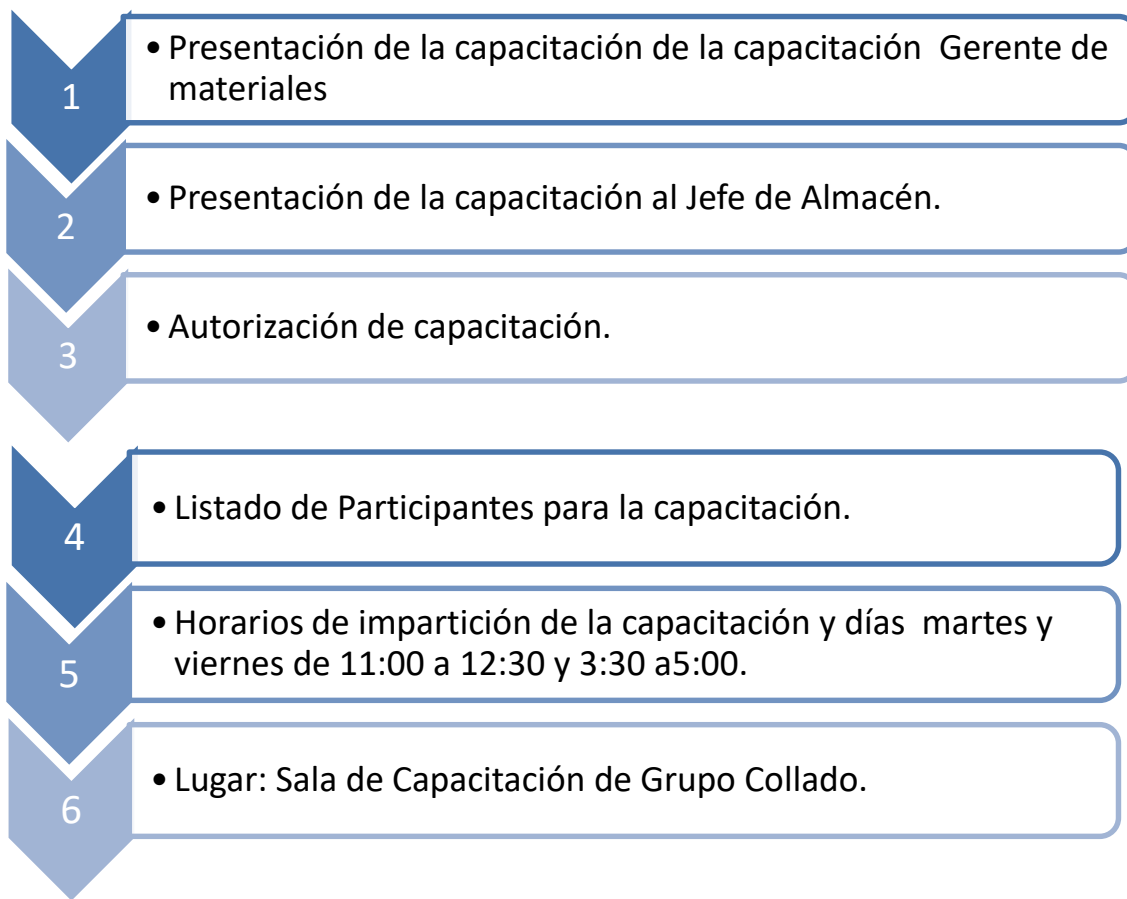 1
• Presentación de la capacitación de la capacitación  Gerente de
materiales
2
• Presentación de la capacitación al Jefe de Almacén.
3
• Autorización de capacitación.
4
• Listado de Participantes para la capacitación.
5
• Horarios de impartición de la capacitación y días  martes y
viernes de 11:00 a 12:30 y 3:30 a5:00.
6
• Lugar: Sala de Capacitación de Grupo Collado.